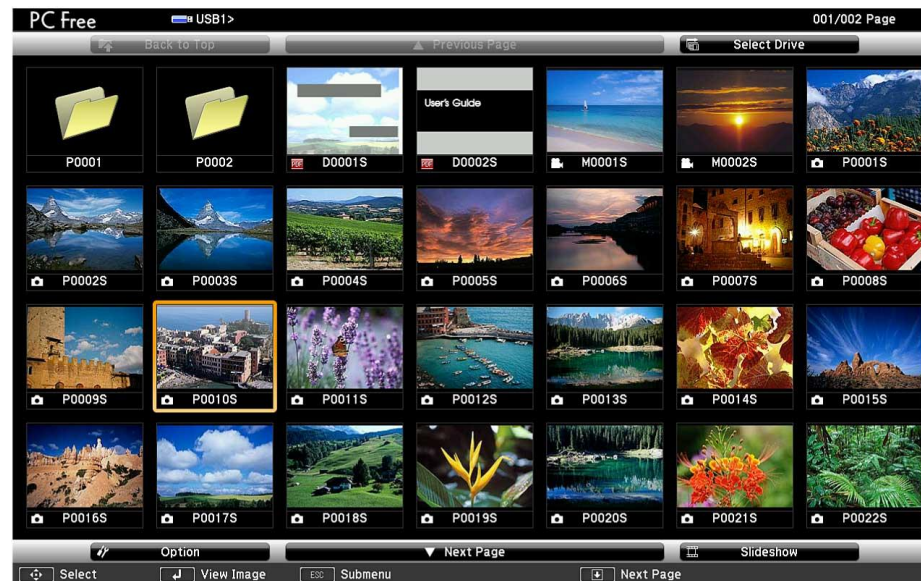 PC Free USB1> 001/002 Page
Back to Top ▲ Previous Page Select Drive
User's Guide
P0001 P0002 PDF D0001S PDF D0002S M0001S M0002S P0001S
P0002S P0003S P0004S P0005S P0006S P0007S P0008S
P0009S P0010S P0011S P0012S P0013S P0014S P0015S
P0016S P0017S P0018S P0019S P0020S P0021S P0022S
Option ▼ Next Page Slideshow
Select View Image ESC Submenu Next Page